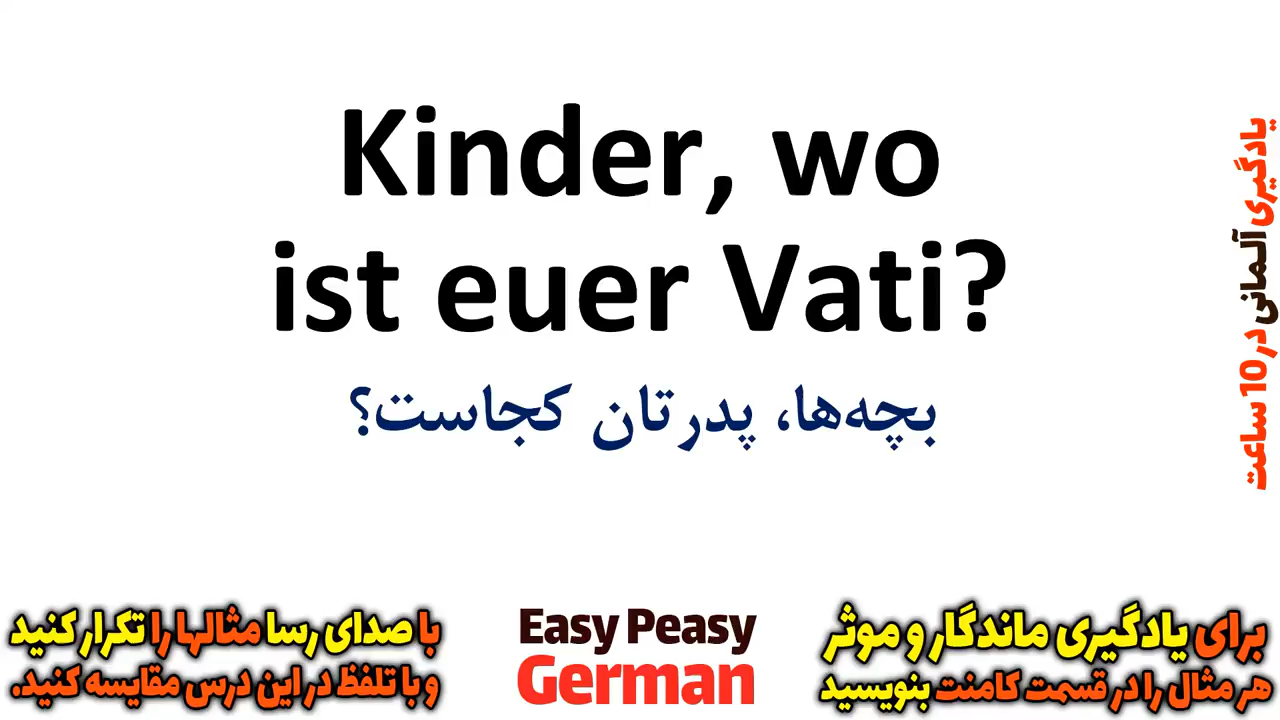 Kinder, wo
ist euer Vati?
بچه‌ها، پدرتان کجاست؟
یادگیری آلمانی در 10 ساعت
برای یادگیری ماندگار و موثر
هر مثال را در قسمت کامنت بنویسید
Easy Peasy
German
با صدای رسا مثالها را تکرار کنید
و با تلفظ در این درس مقایسه کنید.